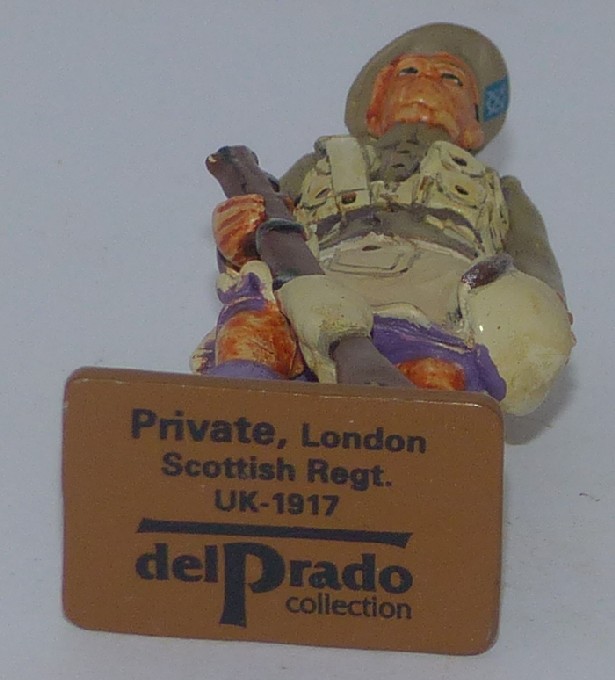 Private, London
Scottish Regt.
UK-1917
delPrado
collection